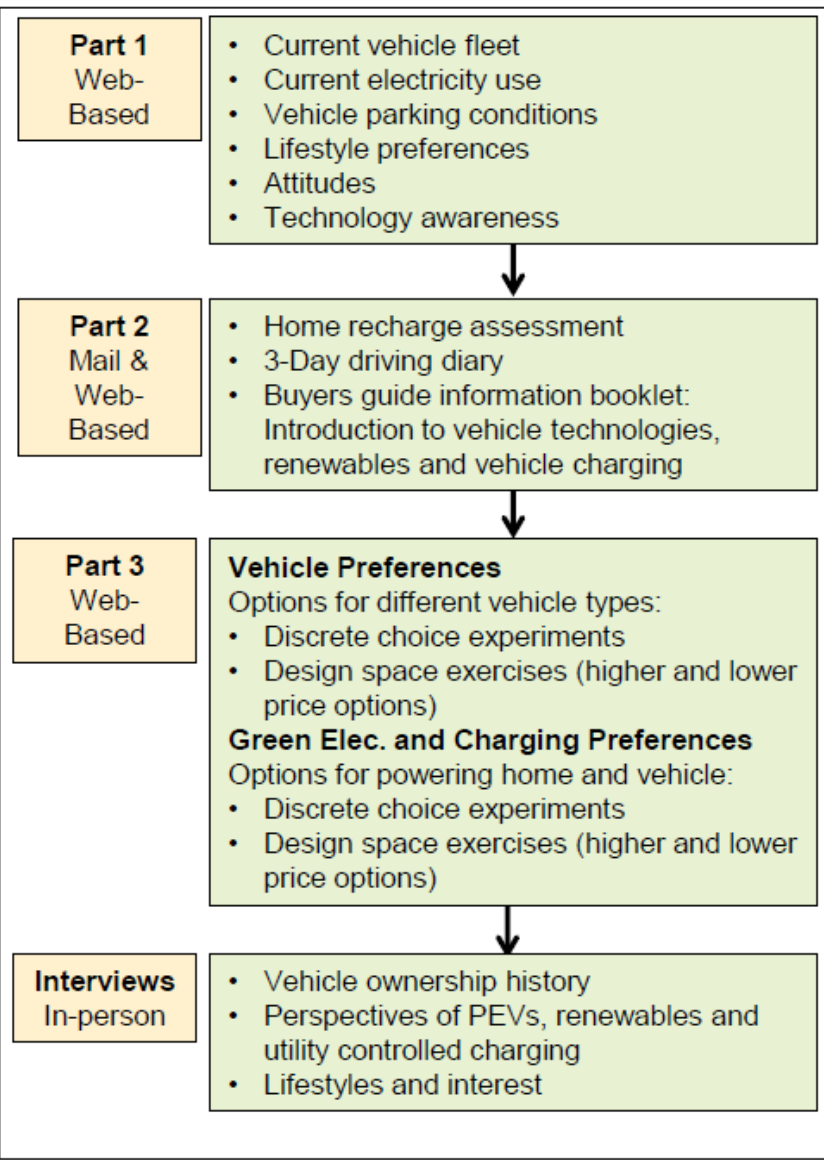 Part 1
Web-
Based
• Current vehicle fleet
• Current electricity use
• Vehicle parking conditions
• Lifestyle preferences
• Attitudes
• Technology awareness
Part 2
Mail &
Web-
Based
• Home recharge assessment
• 3-Day driving diary
• Buyers guide information booklet:
Introduction to vehicle technologies,
renewables and vehicle charging
Part 3
Web-
Based
Vehicle Preferences
Options for different vehicle types:
• Discrete choice experiments
• Design space exercises (higher and lower
price options)
Green Elec. and Charging Preferences
Options for powering home and vehicle:
• Discrete choice experiments
• Design space exercises (higher and lower
price options)
Interviews
In-person
• Vehicle ownership history
• Perspectives of PEVs, renewables and
utility controlled charging
• Lifestyles and interest